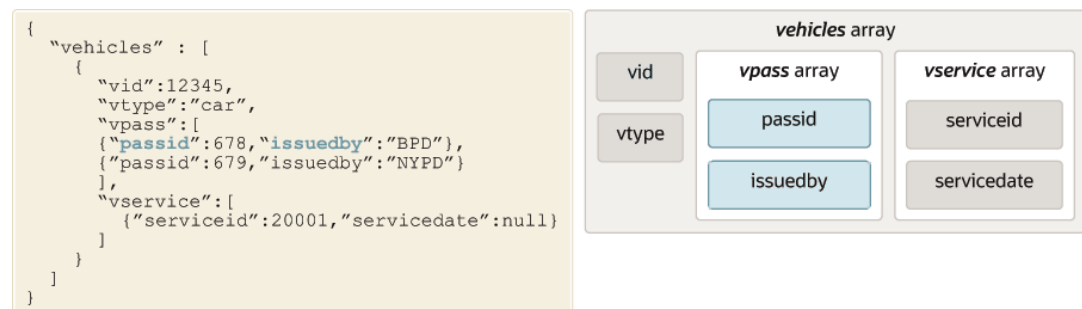 {
“vehicles” : [
{
“vid”:12345,
“vtype”:”car”,
“vpass”:[
{“passid”:678,“issuedby”:”BPD”},
{”passid”:679,”issuedby”:”NYPD”}
],
“vservice”:[
{”serviceid”:20001,”servicedate”:null}
]
}
]
}
vehicles array
vid
vtype
vpass array
passid
issuedby
vservice array
serviceid
servicedate